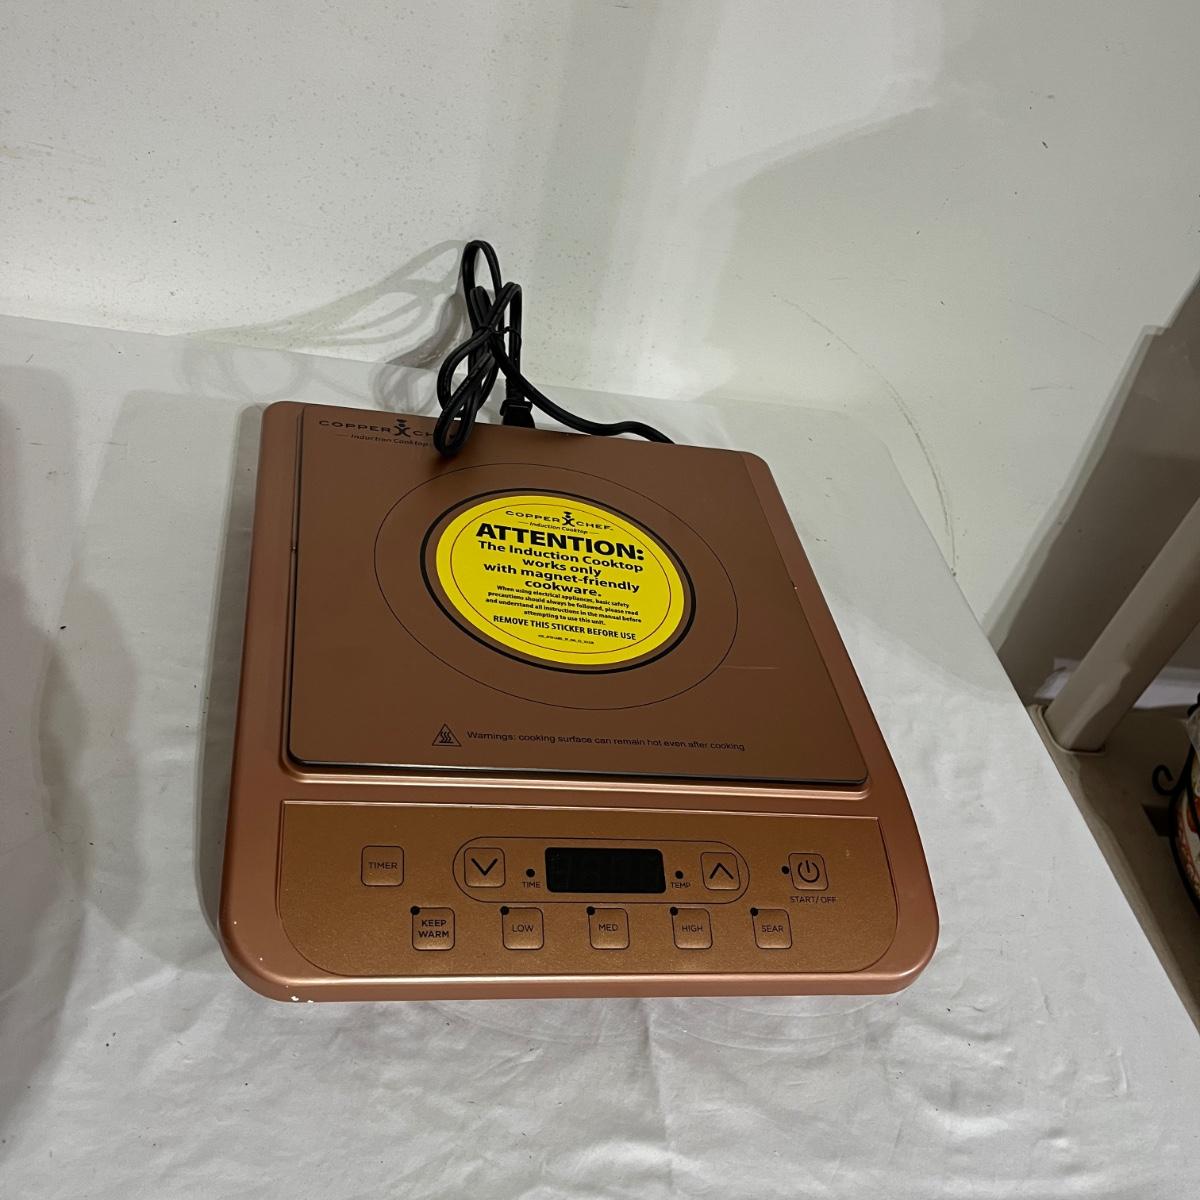 COPPER CHEF
Induction Cooktop
COPPER CHEF
Induction Cooktop
ATTENTION:
The Induction Cooktop
works only
with magnet-friendly
cookware.
When using electrical appliances, basic safety
precautions should always be followed, please read
and understand all instructions in the manual before
attempting to use this unit.
REMOVE THIS STICKER BEFORE USE
Warnings: cooking surface can remain hot even after cooking
TIMER
TIME
TEMP
START/OFF
KEEP
WARM
LOW
MED
HIGH
SEAR